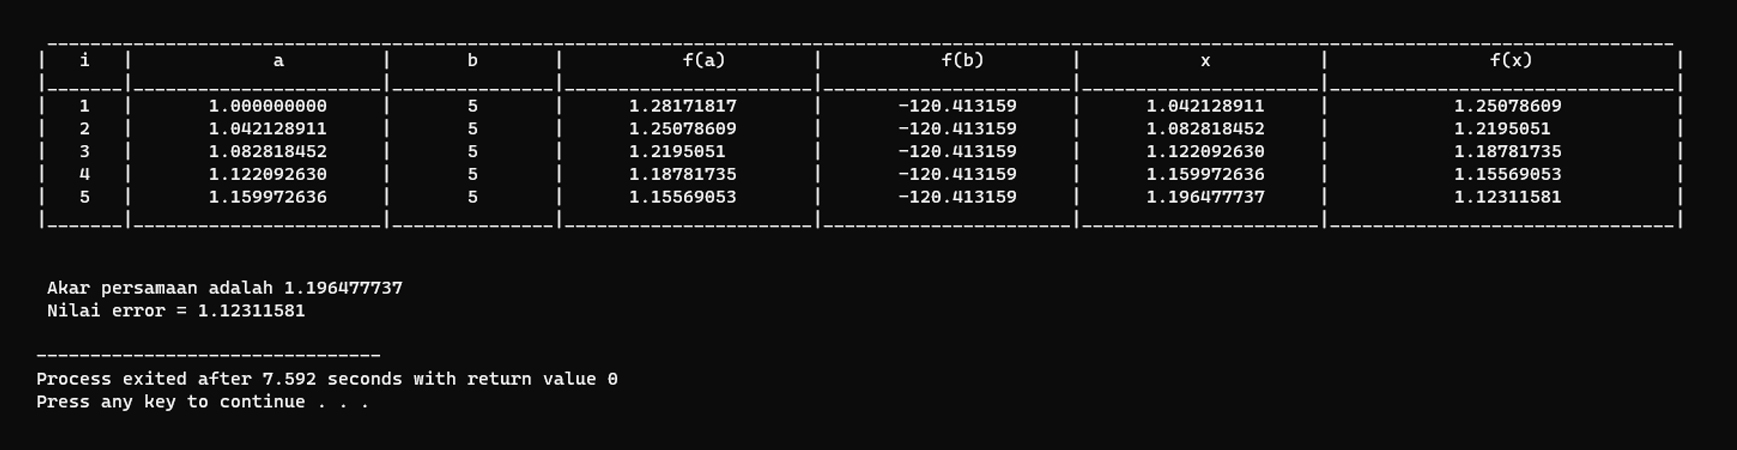 | i | a | b | f(a) | f(b) | x | f(x) |
| 1 | 1.000000000 | 5 | 1.28171817 | -120.413159 | 1.042128911 | 1.25078609 |
| 2 | 1.042128911 | 5 | 1.25078609 | -120.413159 | 1.082818452 | 1.2195051 |
| 3 | 1.082818452 | 5 | 1.2195051 | -120.413159 | 1.122092630 | 1.18781735 |
| 4 | 1.122092630 | 5 | 1.18781735 | -120.413159 | 1.159972636 | 1.15569053 |
| 5 | 1.159972636 | 5 | 1.15569053 | -120.413159 | 1.196477737 | 1.12311581 |
Akar persamaan adalah 1.196477737
Nilai error = 1.12311581
--------------------------------
Process exited after 7.592 seconds with return value 0
Press any key to continue . . .